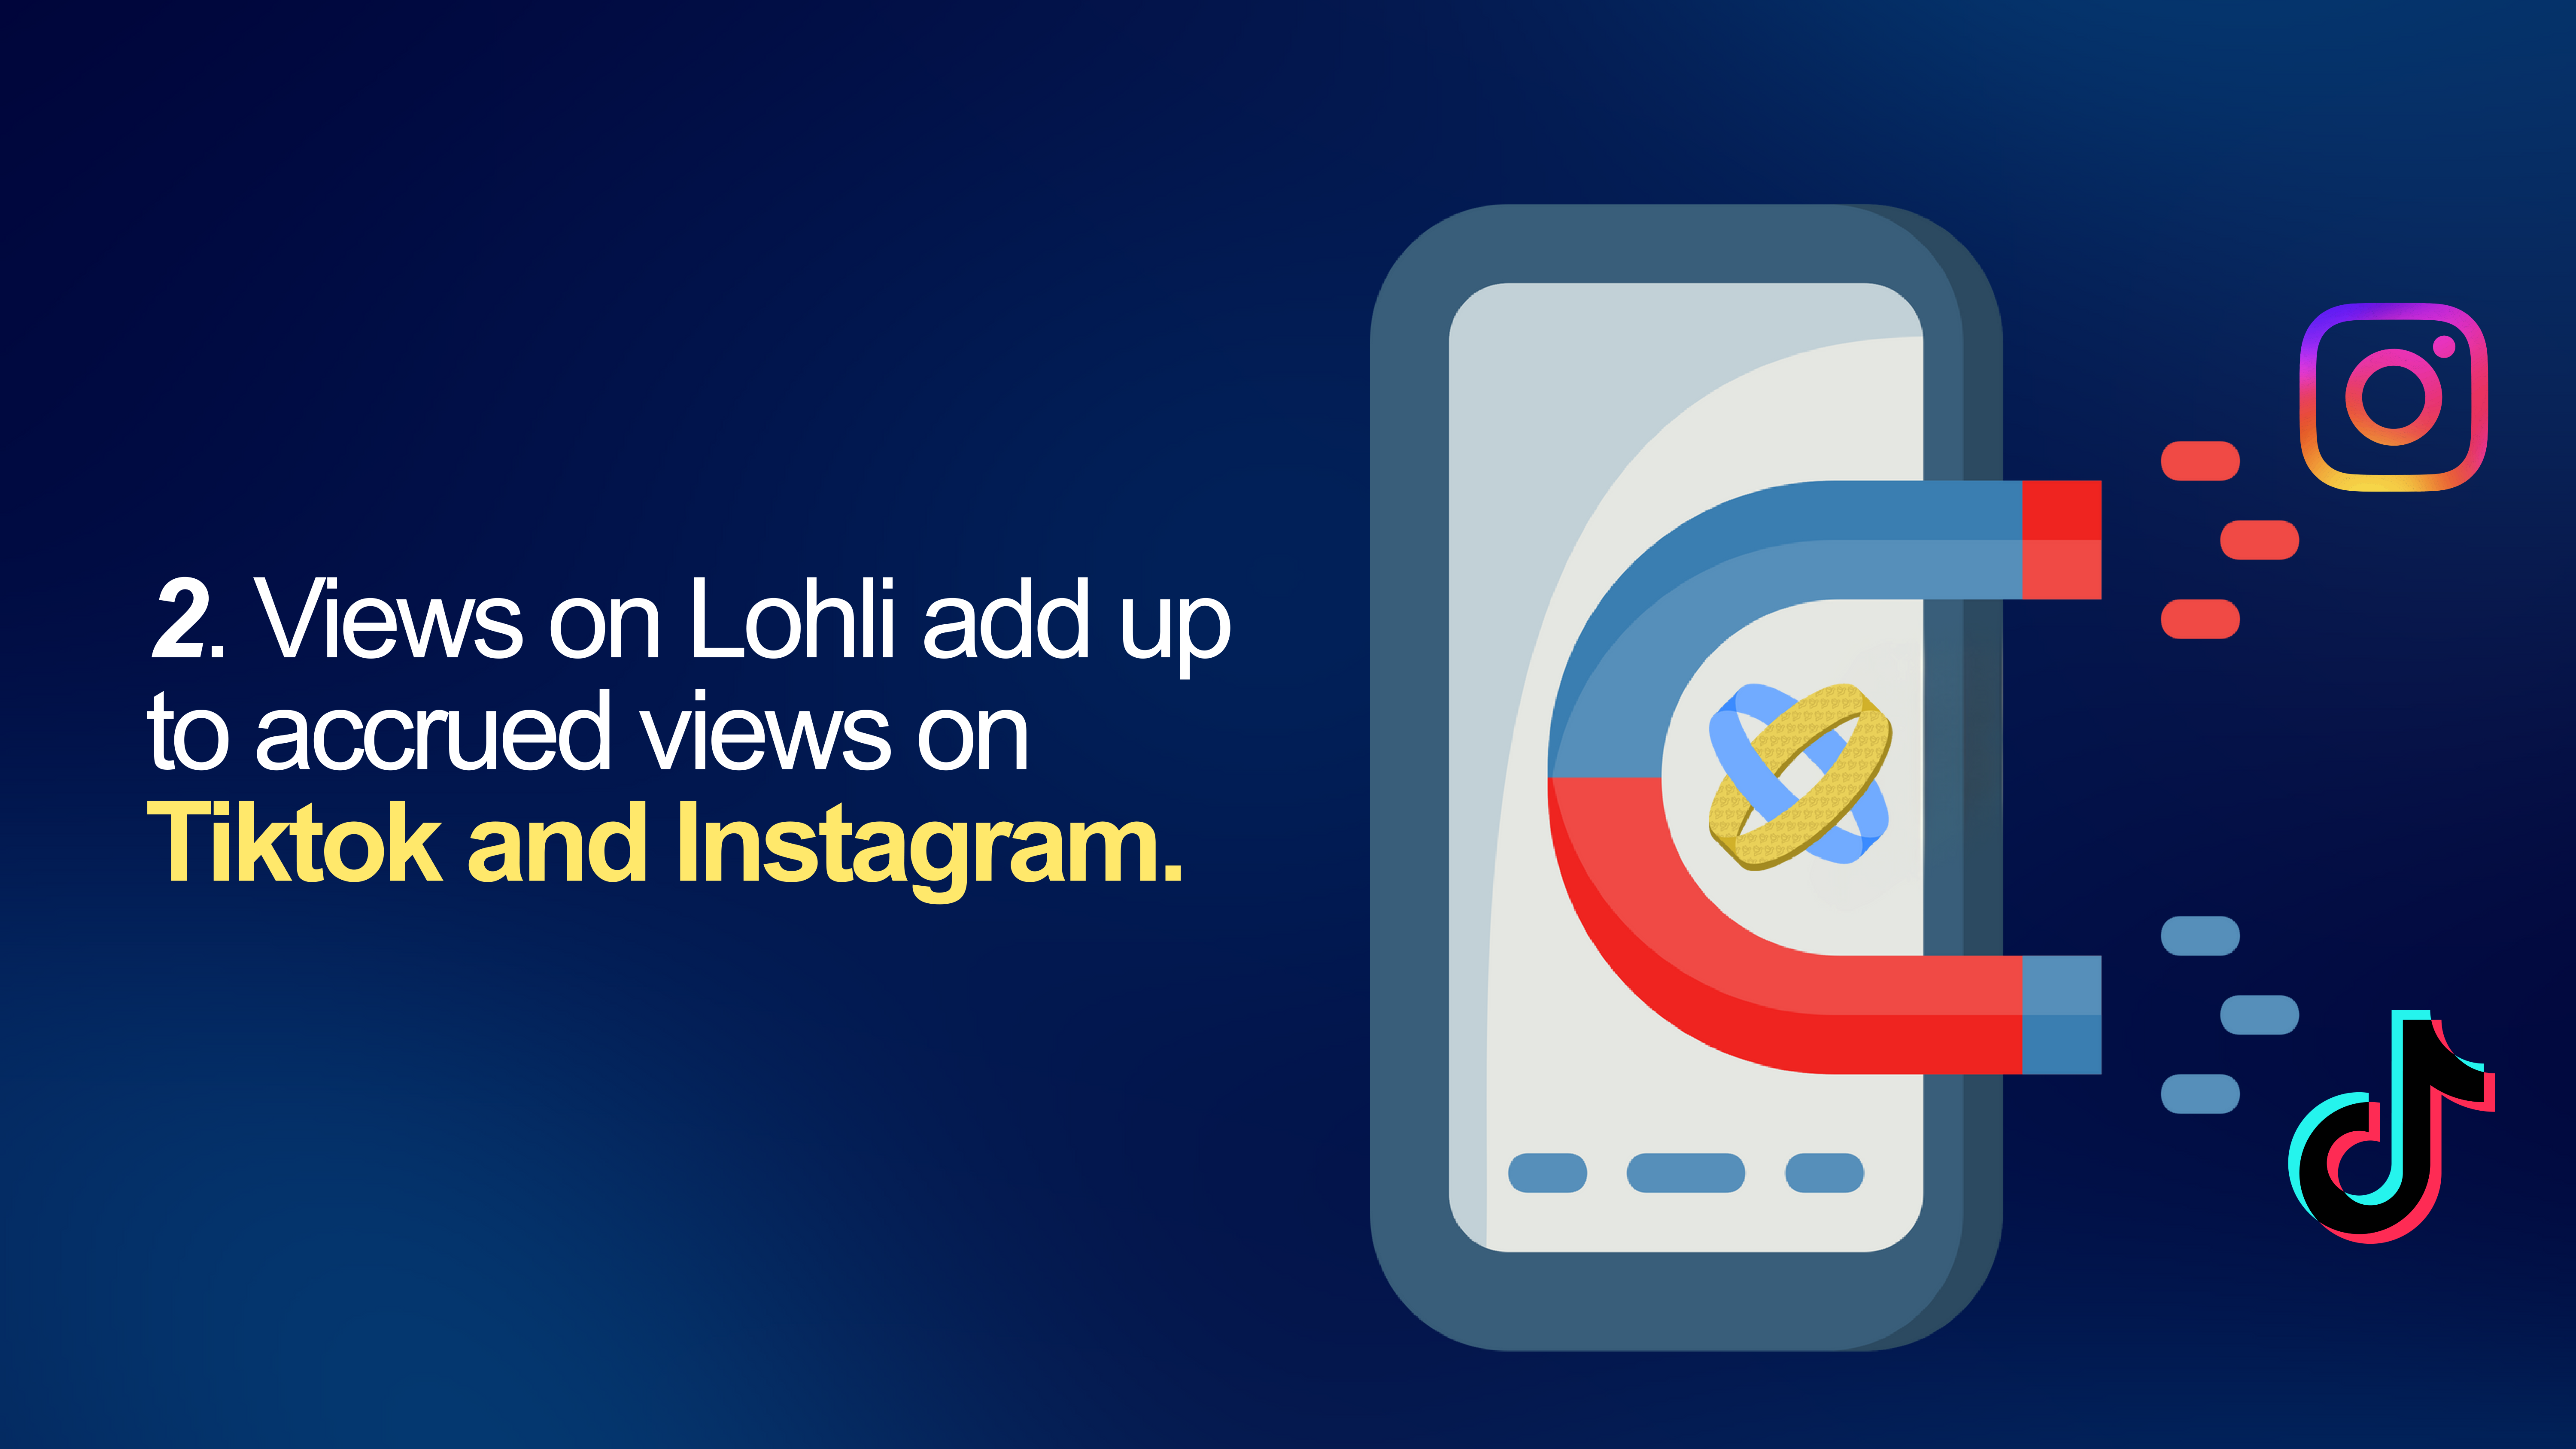 2. Views on Lohli add up
to accrued views on
Tiktok and Instagram.